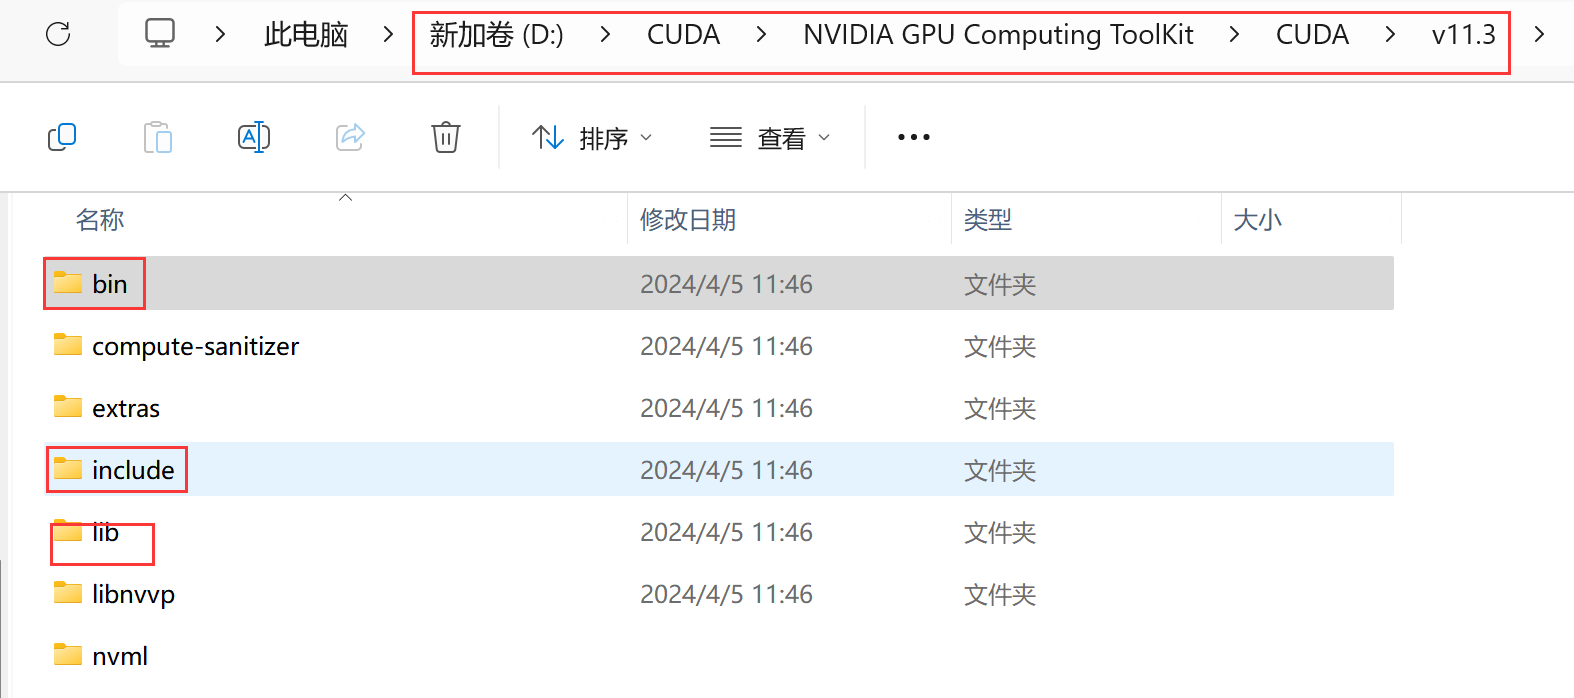 此电脑 > 新加卷 (D:) > CUDA > NVIDIA GPU Computing ToolKit > CUDA > v11.3 >
排序 查看
名称 修改日期 类型 大小
bin 2024/4/5 11:46 文件夹
compute-sanitizer 2024/4/5 11:46 文件夹
extras 2024/4/5 11:46 文件夹
include 2024/4/5 11:46 文件夹
lib 2024/4/5 11:46 文件夹
libnvvp 2024/4/5 11:46 文件夹
nvml